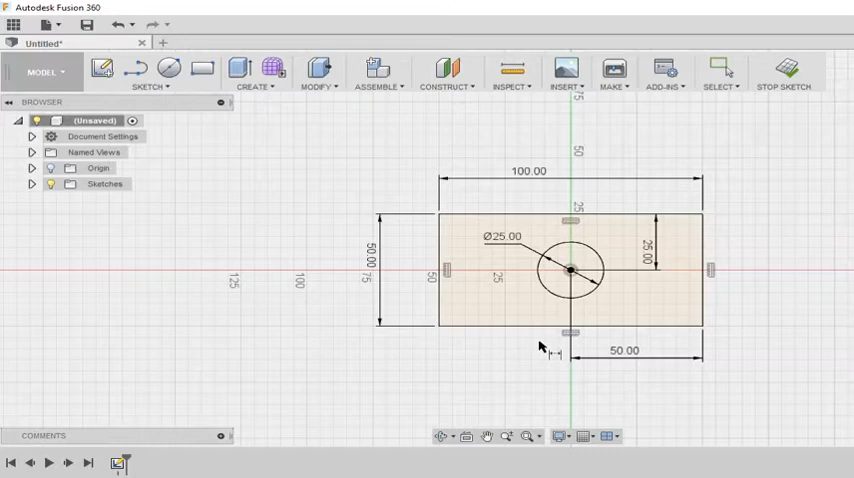 Autodesk Fusion 360
Untitled*
MODEL
SKETCH
CREATE
MODIFY
ASSEMBLE
CONSTRUCT
INSPECT
INSERT
MAKE
ADD-INS
SELECT
STOP SKETCH
BROWSER
(Unsaved)
Document Settings
Named Views
Origin
Sketches
75
50
25
100.00
Ø25.00
50.00
25.00
125
100
75
50
25
50.00
COMMENTS